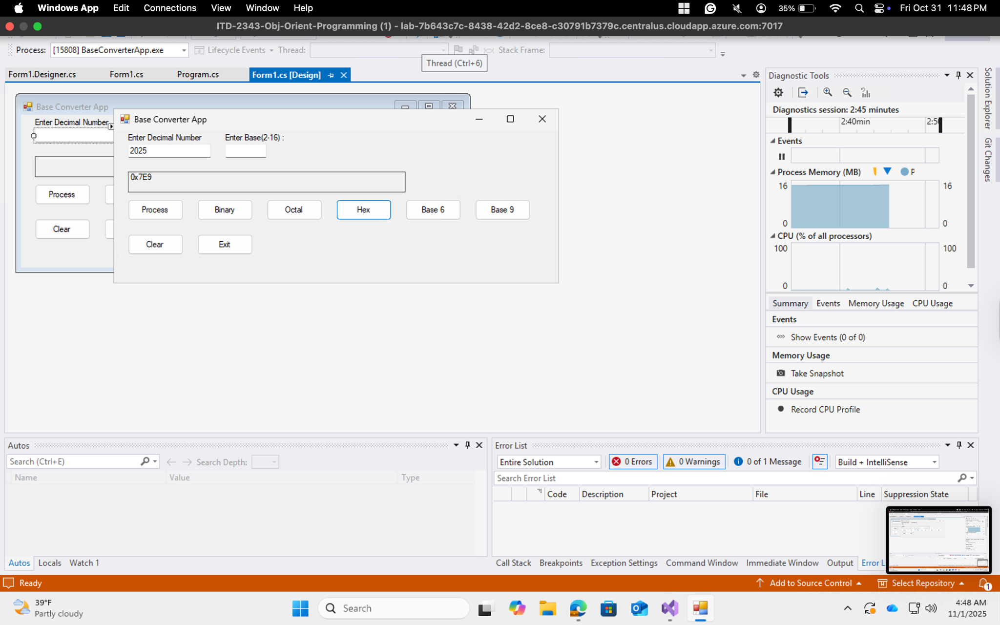 Windows App Edit Connections View Window Help 35% Fri Oct 31 11:48 PM
ITD-2343-Obj-Orient-Programming (1) - lab-7b643c7c-8438-42d2-8ce8-c30791b7379c.centralus.cloudapp.azure.com:7017
Process: [15808] BaseConverterApp.exe Lifecycle Events Thread: Stack Frame:
Thread (Ctrl+6)
Form1.Designer.cs Form1.cs Program.cs Form1.cs [Design]
Base Converter App
Enter Decimal Number
Process
Clear
Base Converter App
Enter Decimal Number Enter Base(2-16) :
2025
0x7E9
Process Binary Octal Hex Base 6 Base 9
Clear Exit
Diagnostic Tools
Diagnostics session: 2:45 minutes
2:40min 2:5
Events
Process Memory (MB) P
16 16
0 0
CPU (% of all processors)
100 100
0 0
Summary Events Memory Usage CPU Usage
Events
Show Events (0 of 0)
Memory Usage
Take Snapshot
CPU Usage
Record CPU Profile
Solution Explorer
Git Changes
Autos
Search (Ctrl+E) Search Depth:
Name Value Type
Autos Locals Watch 1
Error List
Entire Solution 0 Errors 0 Warnings 0 of 1 Message Build + IntelliSense
Search Error List
Code Description Project File Line Suppression State
Call Stack Breakpoints Exception Settings Command Window Immediate Window Output Error Li
Ready Add to Source Control Select Repository 1
39°F
Partly cloudy
Search
4:48 AM
11/1/2025